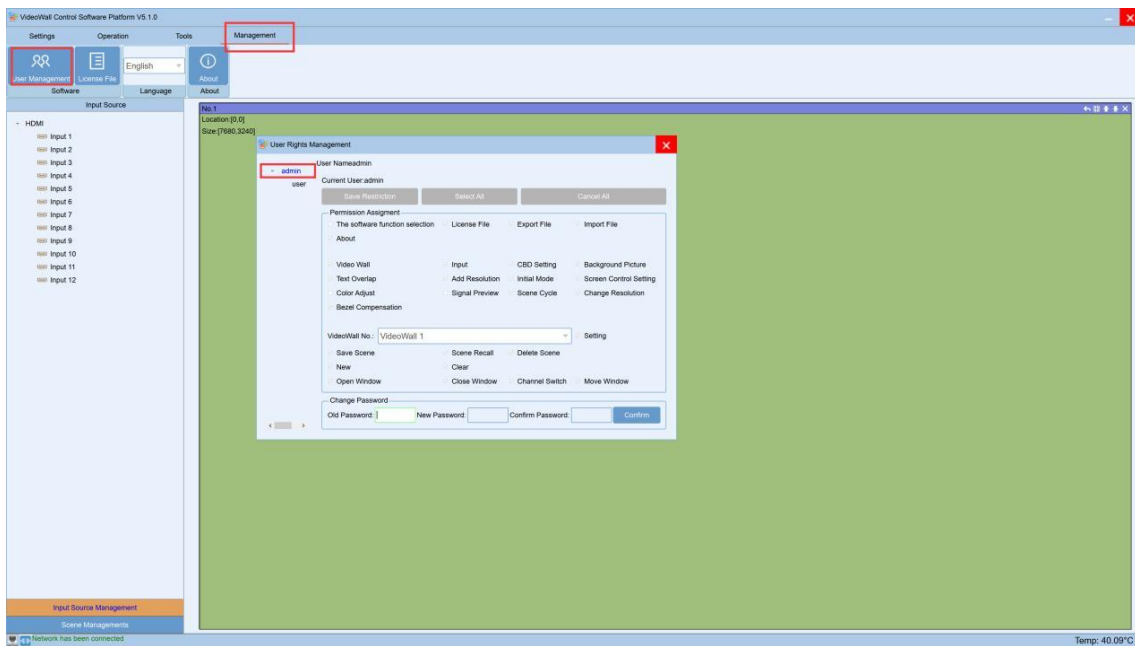 VideoWall Control Software Platform V5.1.0
Settings Operation Tools Management
User Management License File English About
Software Language About
Input Source
HDMI
Input 1
Input 2
Input 3
Input 4
Input 5
Input 6
Input 7
Input 8
Input 9
Input 10
Input 11
Input 12
No.1
Location:[0,0]
Size:[7680,3240]
User Rights Management
admin
user
User Nameadmin
Current User:admin
Save Restriction Select All Cancel All
Permission Assigment
The software function selection License File Export File Import File
About
Video Wall Input CBD Setting Background Picture
Text Overlap Add Resolution Initial Mode Screen Control Setting
Color Adjust Signal Preview Scene Cycle Change Resolution
Bezel Compensation
VideoWall No.: VideoWall 1 Setting
Save Scene Scene Recall Delete Scene
New Clear
Open Window Close Window Channel Switch Move Window
Change Password
Old Password: New Password: Confirm Password: Confirm
Input Source Management
Scene Managements
Network has been connected
Temp: 40.09°C